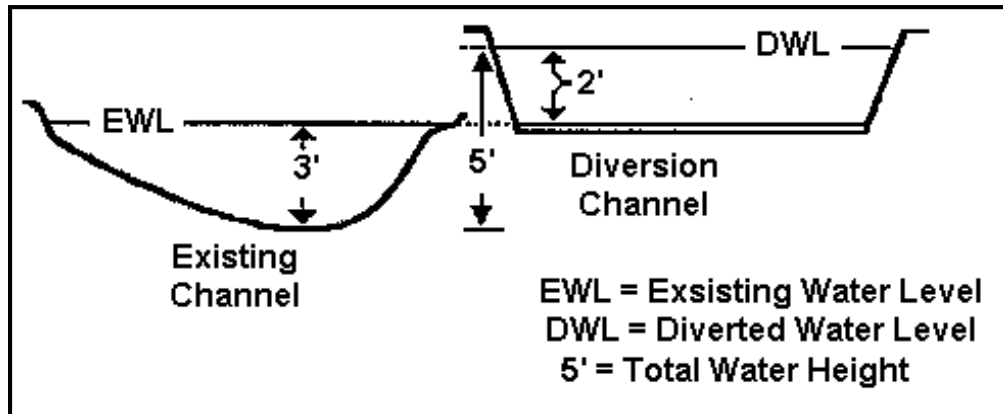 DWL
2'
EWL
3'
5'
Diversion
Channel
Existing
Channel
EWL = Exsisting Water Level
DWL = Diverted Water Level
5' = Total Water Height